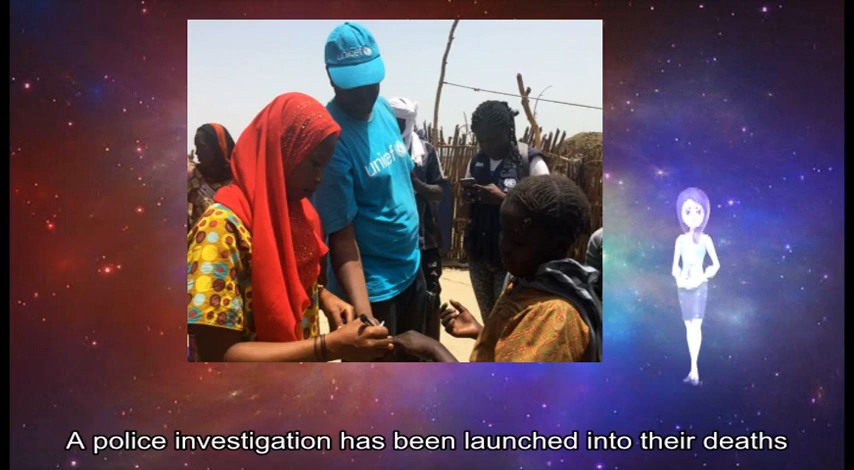 unicef
unicef
A police investigation has been launched into their deaths